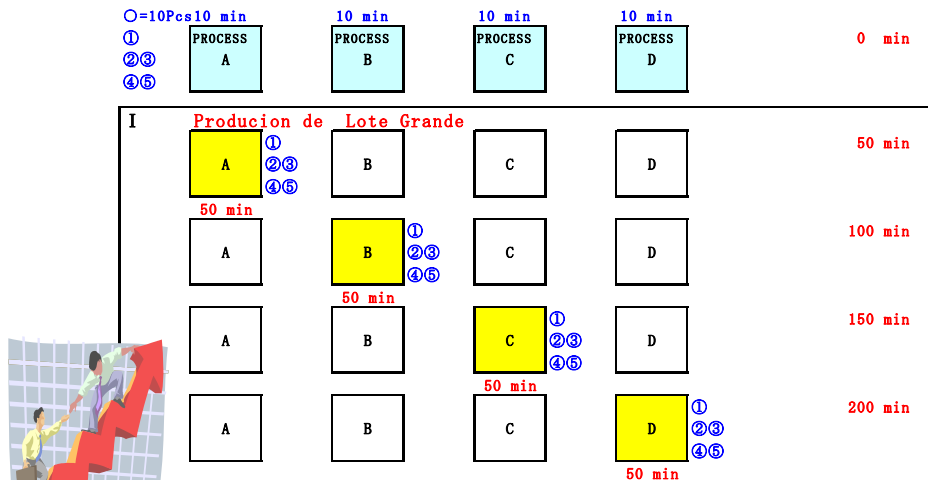 ○=10Pcs 10 min 10 min 10 min 10 min
① PROCESS PROCESS PROCESS PROCESS 0 min
②③ A B C D
④⑤
I Producion de Lote Grande
① 50 min
A ②③ B C D
④⑤
50 min
① 100 min
A B ②③ C D
④⑤
50 min
① 150 min
A B C ②③ D
④⑤
50 min
① 200 min
A B C D ②③
④⑤
50 min